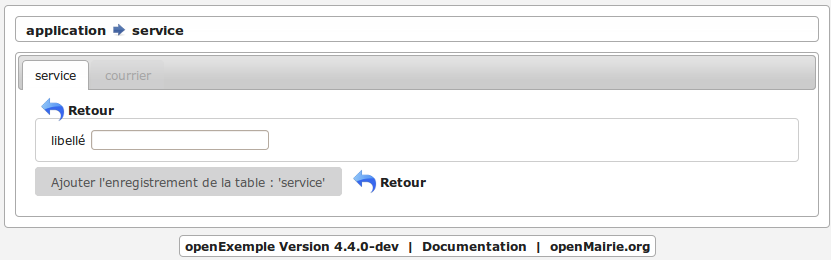 application service
service courrier
Retour
libellé
Ajouter l'enregistrement de la table : 'service' Retour
openExemple Version 4.4.0-dev | Documentation | openMairie.org